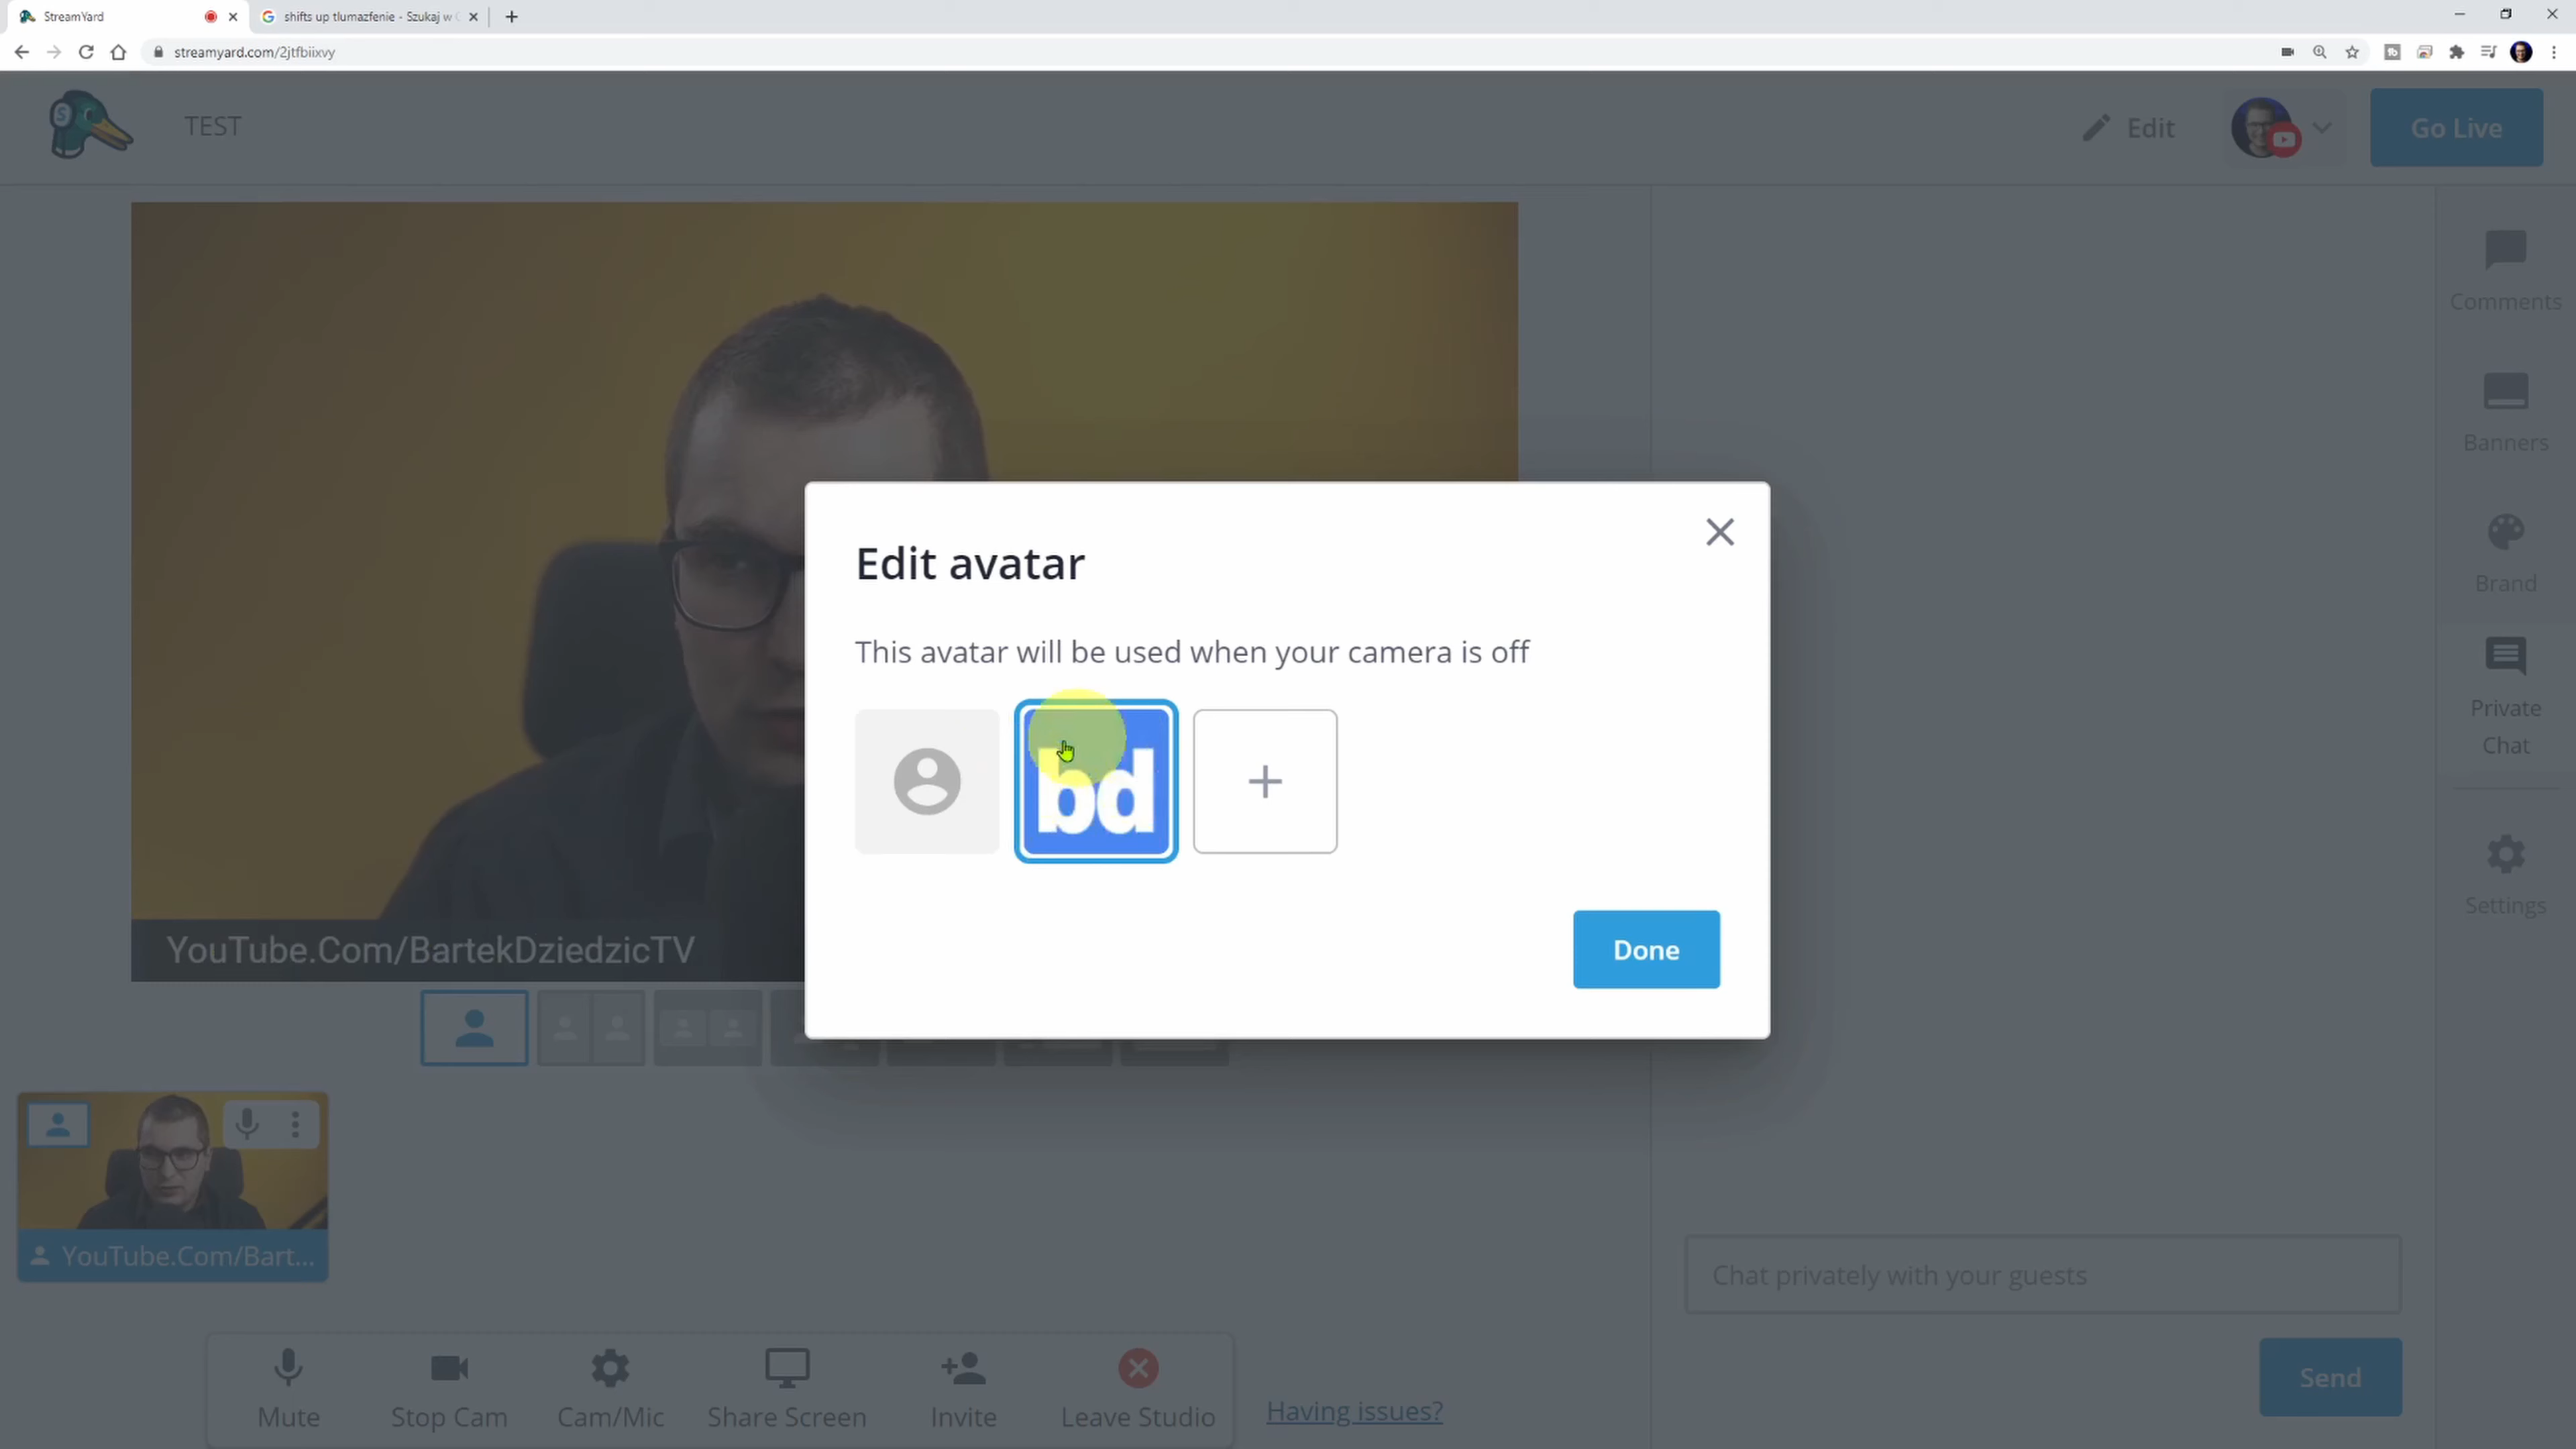 StreamYard
shifts up tlumazfenie - Szukaj w
streamyard.com/2jtfbiixvy
TEST
Edit
Go Live
Comments
Banners
Brand
Private
Chat
Settings
Edit avatar
This avatar will be used when your camera is off
bd
Done
YouTube.Com/BartekDziedzicTV
YouTube.Com/Bart...
Chat privately with your guests
Send
Mute
Stop Cam
Cam/Mic
Share Screen
Invite
Leave Studio
Having issues?